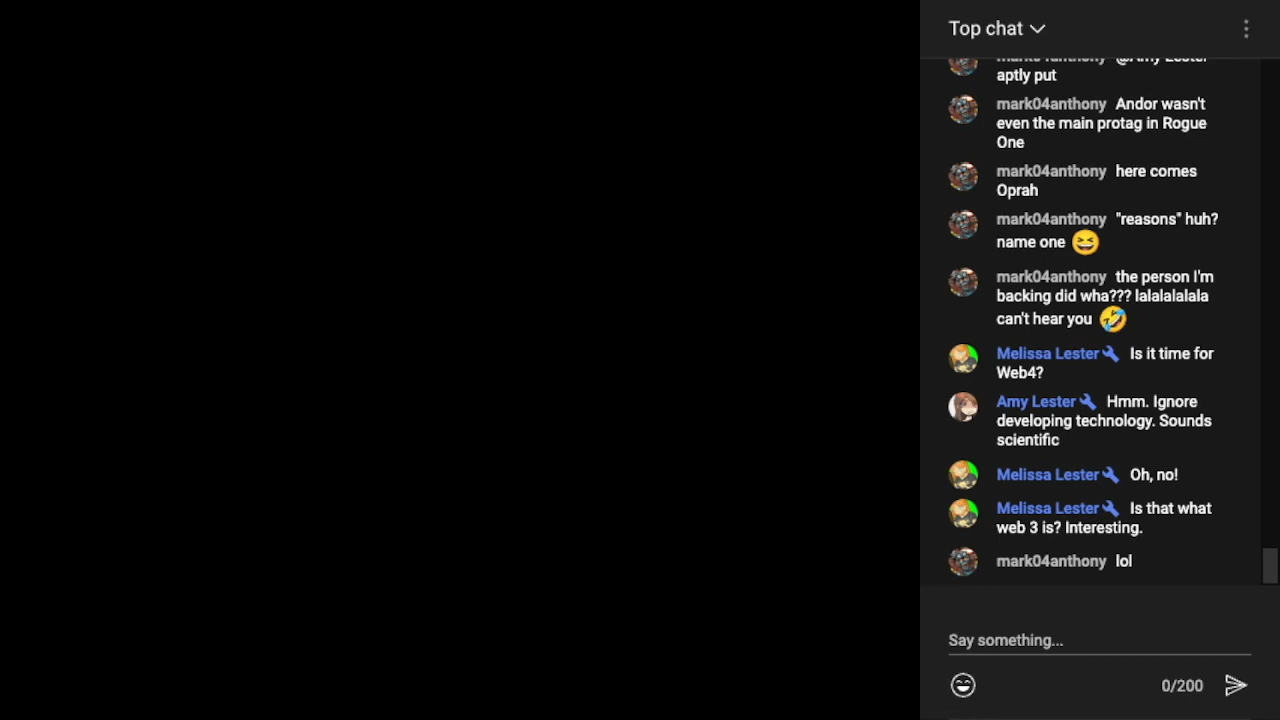 Top chat
mark04anthony @Amy Lester
aptly put
mark04anthony Andor wasn't
even the main protag in Rogue
One
mark04anthony here comes
Oprah
mark04anthony "reasons" huh?
name one 😆
mark04anthony the person I'm
backing did wha??? lalalalalala
can't hear you 🤣
Melissa Lester Is it time for
Web4?
Amy Lester Hmm. Ignore
developing technology. Sounds
scientific
Melissa Lester Oh, no!
Melissa Lester Is that what
web 3 is? Interesting.
mark04anthony lol
Say something...
0/200